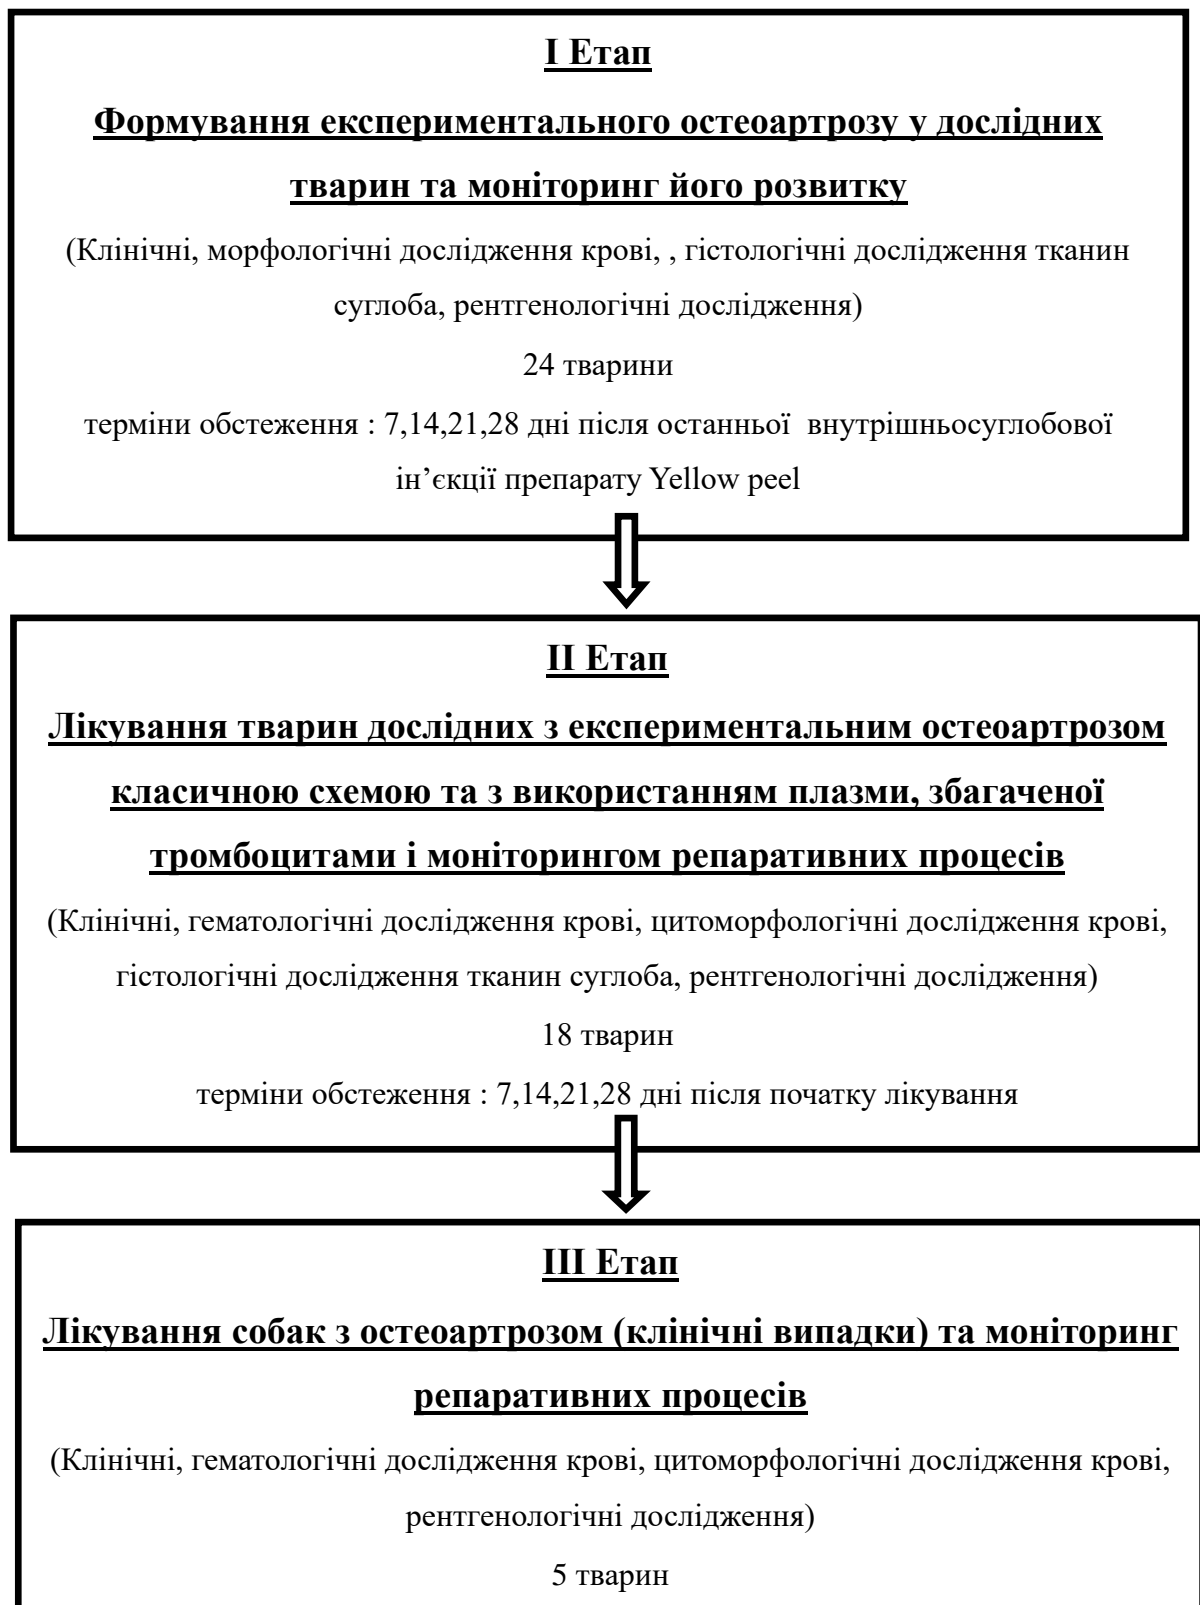 І Етап
Формування експериментального остеоартрозу у дослідних
тварин та моніторинг його розвитку
(Клінічні, морфологічні дослідження крові, , гістологічні дослідження тканин
суглоба, рентгенологічні дослідження)
24 тварини
терміни обстеження : 7,14,21,28 дні після останньої внутрішньосуглобової
ін’єкції препарату Yellow peel
ІІ Етап
Лікування тварин дослідних з експериментальним остеоартрозом
класичною схемою та з використанням плазми, збагаченої
тромбоцитами і моніторингом репаративних процесів
(Клінічні, гематологічні дослідження крові, цитоморфологічні дослідження крові,
гістологічні дослідження тканин суглоба, рентгенологічні дослідження)
18 тварин
терміни обстеження : 7,14,21,28 дні після початку лікування
ІІІ Етап
Лікування собак з остеоартрозом (клінічні випадки) та моніторинг
репаративних процесів
(Клінічні, гематологічні дослідження крові, цитоморфологічні дослідження крові,
рентгенологічні дослідження)
5 тварин